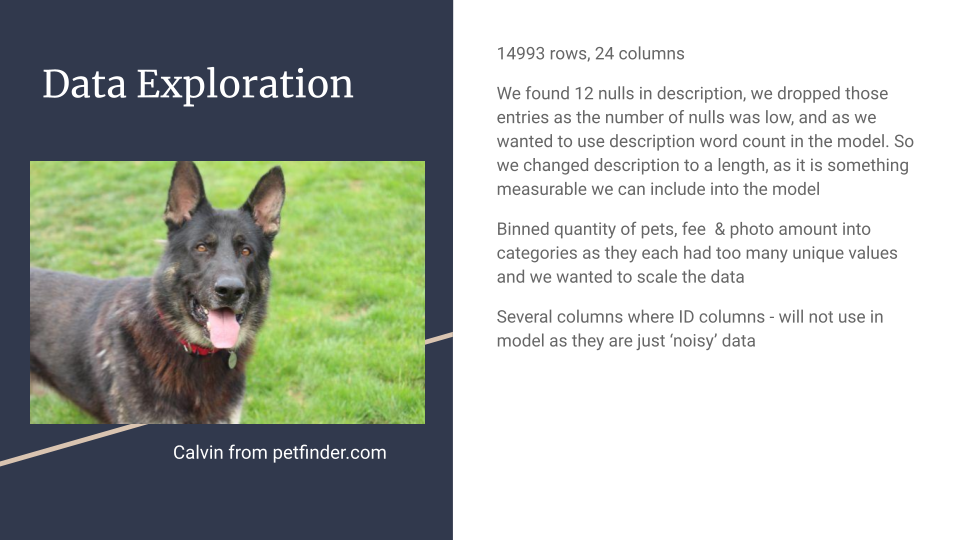 Data Exploration
Calvin from petfinder.com
14993 rows, 24 columns
We found 12 nulls in description, we dropped those
entries as the number of nulls was low, and as we
wanted to use description word count in the model. So
we changed description to a length, as it is something
measurable we can include into the model
Binned quantity of pets, fee  & photo amount into
categories as they each had too many unique values
and we wanted to scale the data
Several columns where ID columns - will not use in
model as they are just ‘noisy’ data